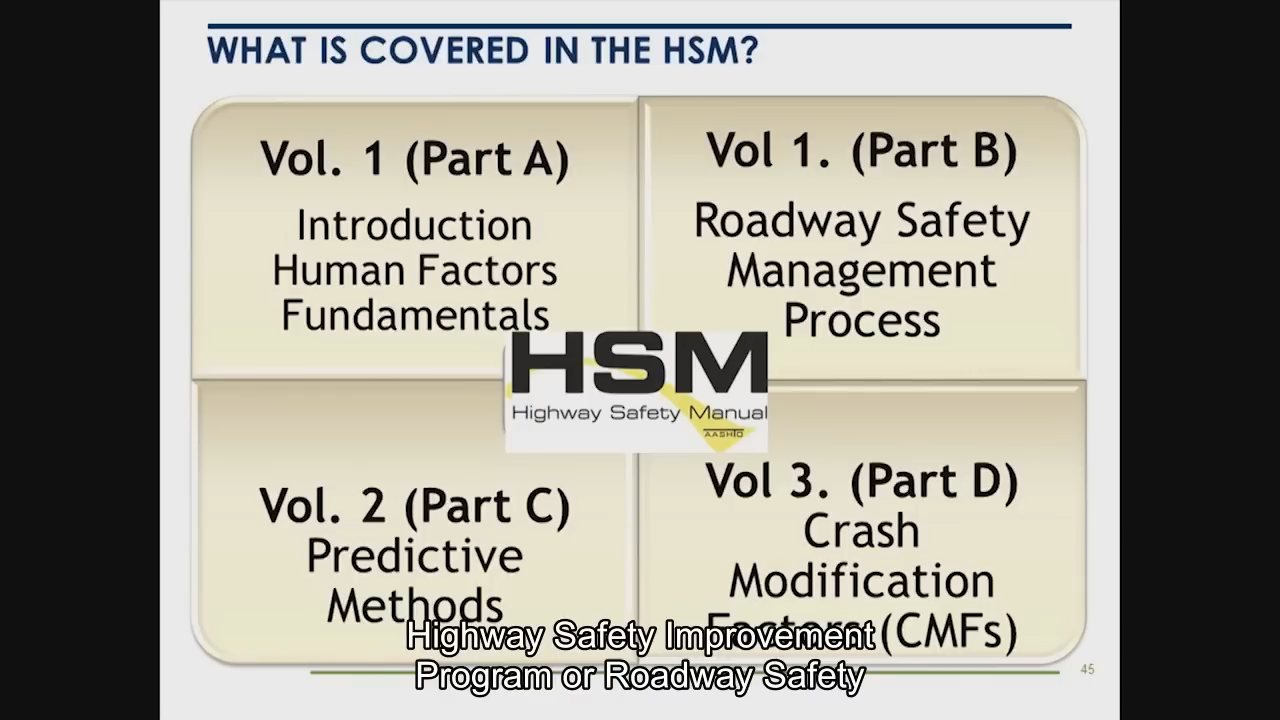 WHAT IS COVERED IN THE HSM?
Vol. 1 (Part A)
Introduction
Human Factors
Fundamentals
Vol 1. (Part B)
Roadway Safety
Management
Process
HSM
Highway Safety Manual
AASHTO
Vol. 2 (Part C)
Predictive
Methods
Vol 3. (Part D)
Crash
Modification
Factors (CMFs)
Highway Safety Improvement
Program or Roadway Safety
45